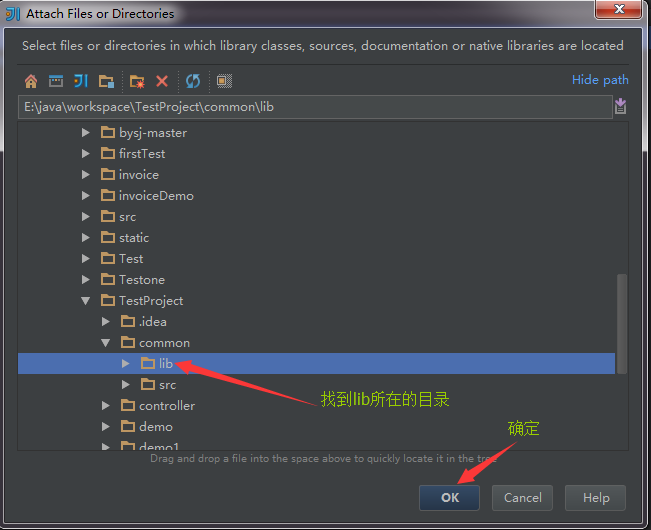 Attach Files or Directories
Select files or directories in which library classes, sources, documentation or native libraries are located
Hide path
E:\java\workspace\TestProject\common\lib
bysj-master
firstTest
invoice
invoiceDemo
src
static
Test
Testone
TestProject
.idea
common
lib
src
找到lib所在的目录
controller
demo
确定
demo1
Drag and drop a file into the space above to quickly locate it in the tree
OK
Cancel
Help